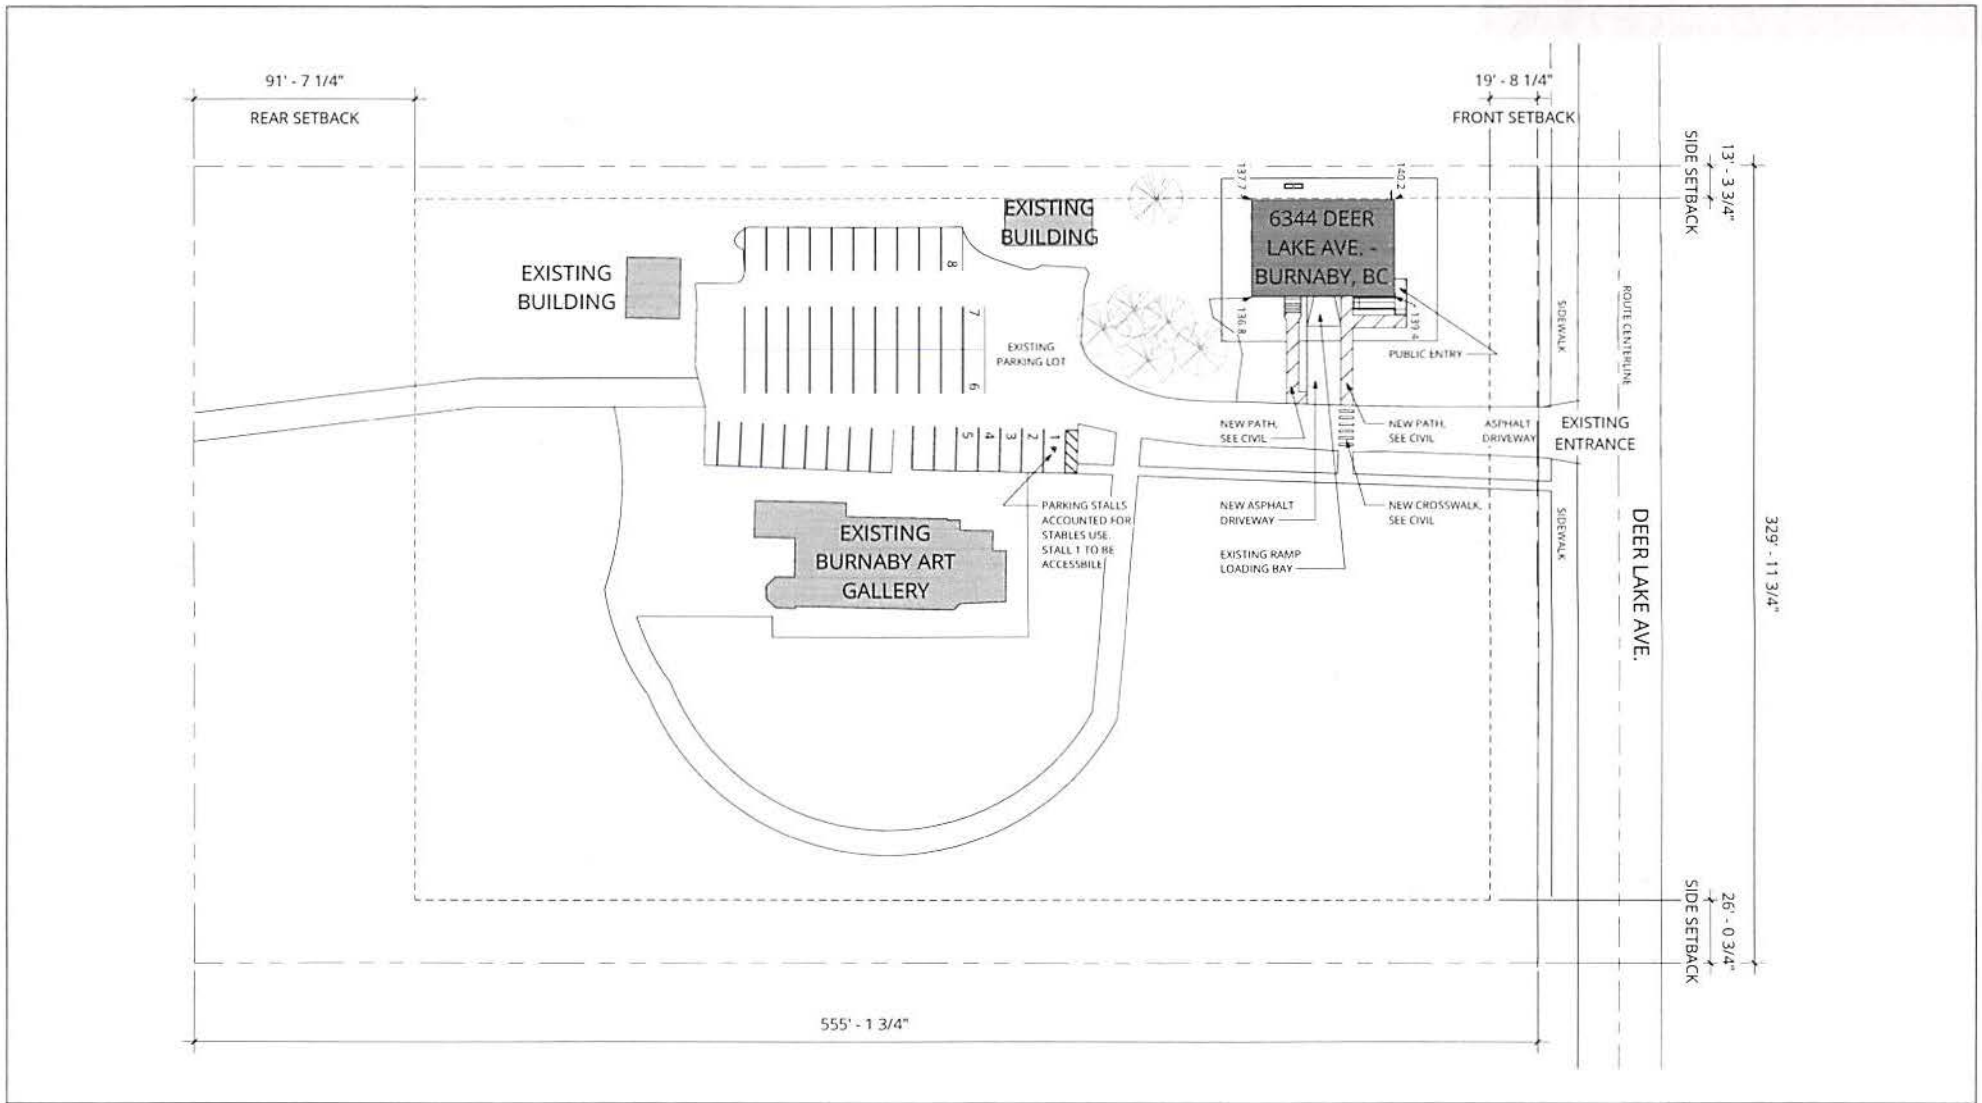 91' - 7 1/4"
REAR SETBACK
19' - 8 1/4"
FRONT SETBACK
SIDE SETBACK
13' - 3 3/4"
137.7
140.2
6344 DEER
LAKE AVE. -
BURNABY, BC
EXISTING
BUILDING
EXISTING
BUILDING
8
7
6
EXISTING
PARKING LOT
136.8
139.4
PUBLIC ENTRY
SIDEWALK
ROUTE CENTERLINE
NEW PATH,
SEE CIVIL
NEW PATH,
SEE CIVIL
ASPHALT
DRIVEWAY
EXISTING
ENTRANCE
5
4
3
2
1
PARKING STALLS
ACCOUNTED FOR
STABLES USE.
STALL 1 TO BE
ACCESSBILE
NEW ASPHALT
DRIVEWAY
NEW CROSSWALK,
SEE CIVIL
EXISTING RAMP
LOADING BAY
SIDEWALK
DEER LAKE AVE.
329' - 11 3/4"
EXISTING
BURNABY ART
GALLERY
SIDE SETBACK
26' - 0 3/4"
555' - 1 3/4"